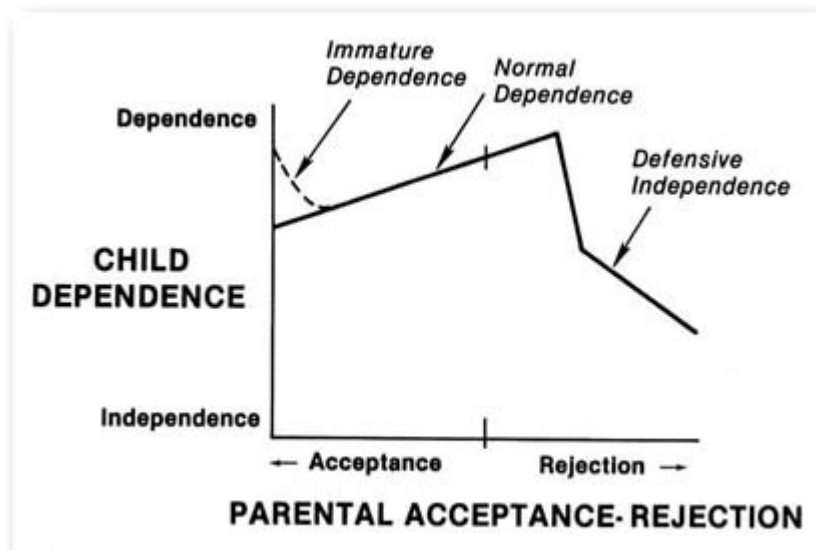 Immature
Dependence
Normal
Dependence
Dependence
Defensive
Independence
CHILD
DEPENDENCE
Independence
← Acceptance
Rejection →
PARENTAL ACCEPTANCE-REJECTION